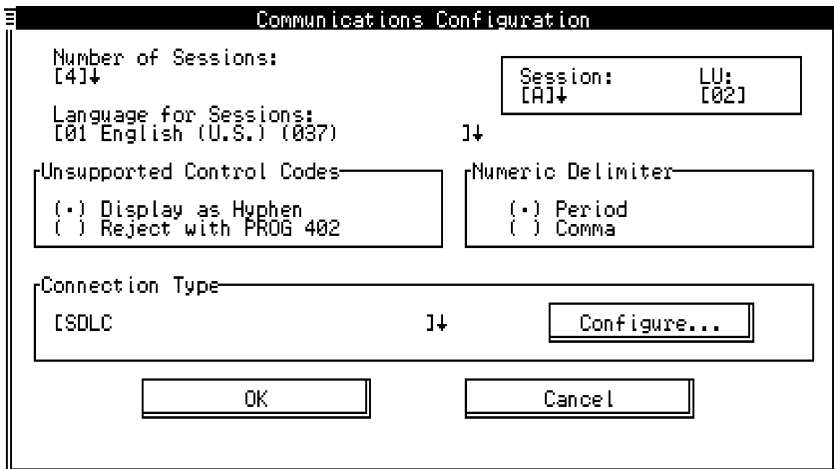 Communications Configuration
Number of Sessions:
[4]↓
Session: LU:
[A]↓ [02]
Language for Sessions:
[01 English (U.S.) (037) ]↓
Unsupported Control Codes
(·) Display as Hyphen
( ) Reject with PROG 402
Numeric Delimiter
(·) Period
( ) Comma
Connection Type
[SDLC ]↓
Configure...
OK
Cancel